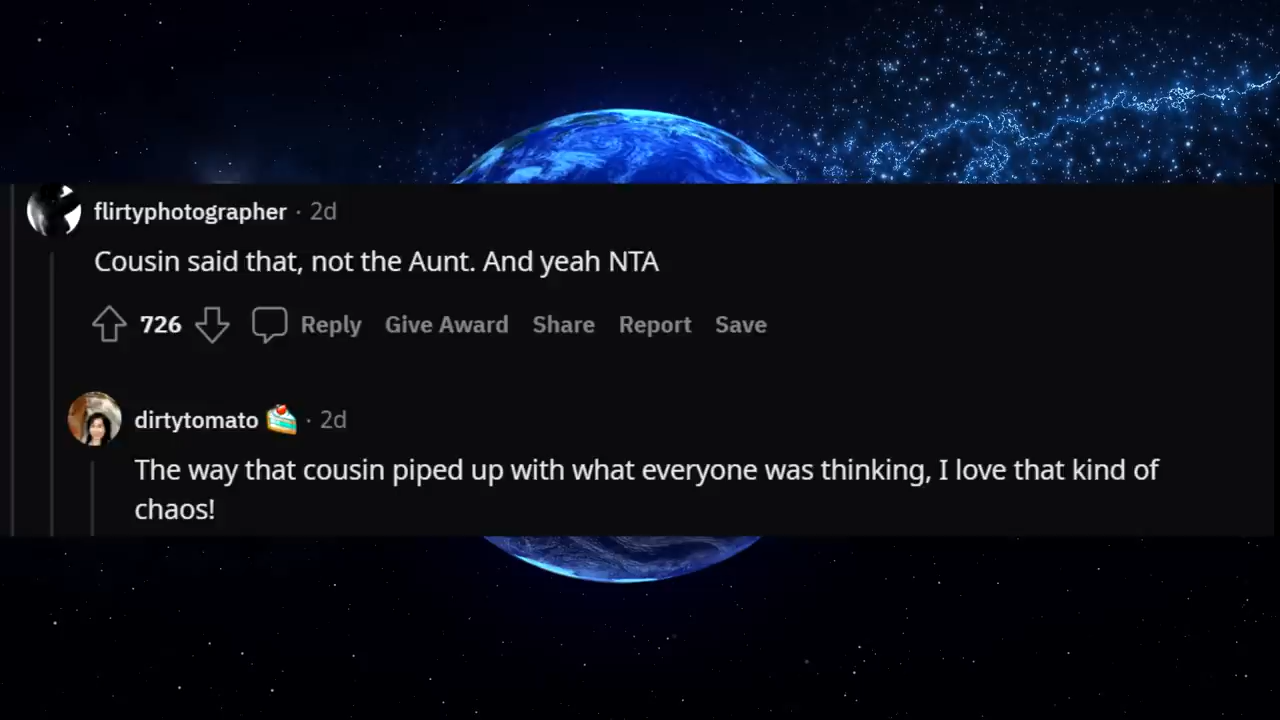 flirtyphotographer · 2d
Cousin said that, not the Aunt. And yeah NTA
726 Reply Give Award Share Report Save
dirtytomato 🍰 · 2d
The way that cousin piped up with what everyone was thinking, I love that kind of
chaos!